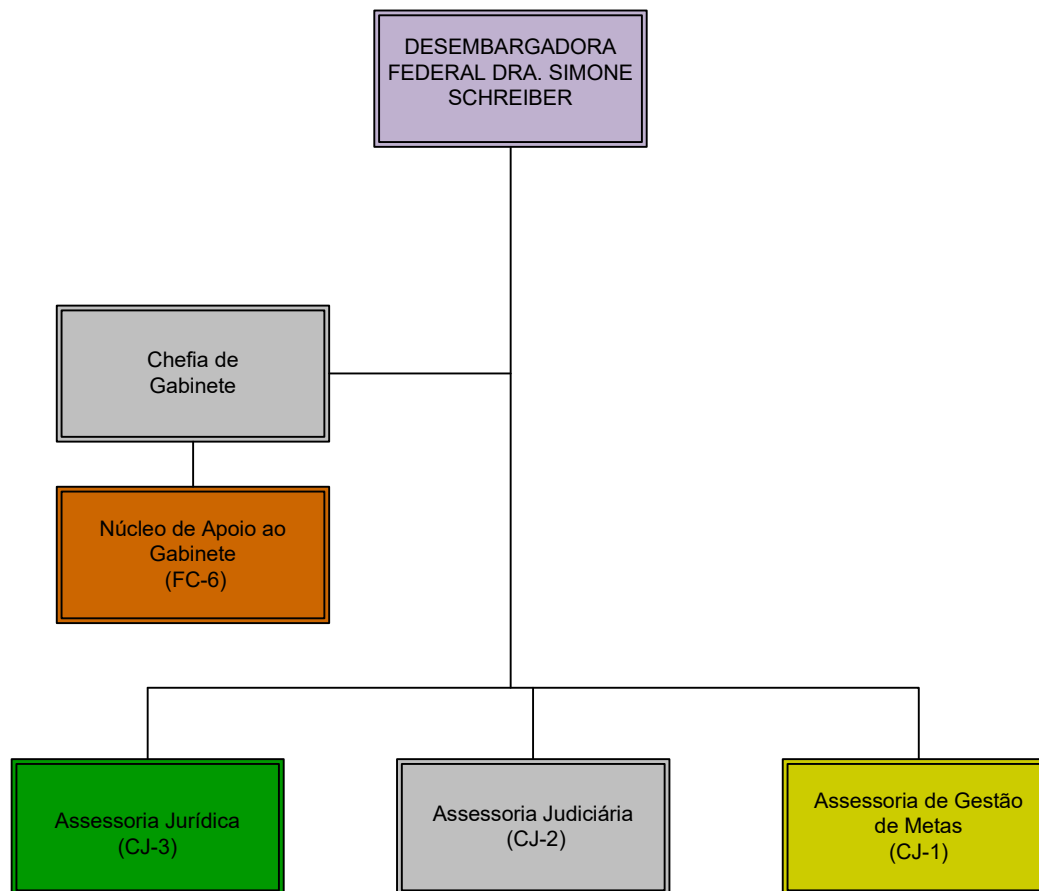 DESEMBARGADORA
FEDERAL DRA. SIMONE
SCHREIBER
Chefia de
Gabinete
Núcleo de Apoio ao
Gabinete
(FC-6)
Assessoria Jurídica
(CJ-3)
Assessoria Judiciária
(CJ-2)
Assessoria de Gestão
de Metas
(CJ-1)